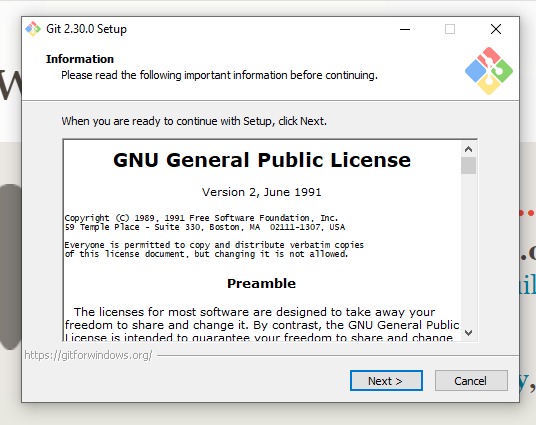 Git 2.30.0 Setup
Information
Please read the following important information before continuing.
When you are ready to continue with Setup, click Next.
GNU General Public License
Version 2, June 1991
Copyright (C) 1989, 1991 Free Software Foundation, Inc.
59 Temple Place - Suite 330, Boston, MA  02111-1307, USA
Everyone is permitted to copy and distribute verbatim copies
of this license document, but changing it is not allowed.
Preamble
The licenses for most software are designed to take away your
freedom to share and change it. By contrast, the GNU General Public
License is intended to guarantee your freedom to share and change
https://gitforwindows.org/
Next >
Cancel